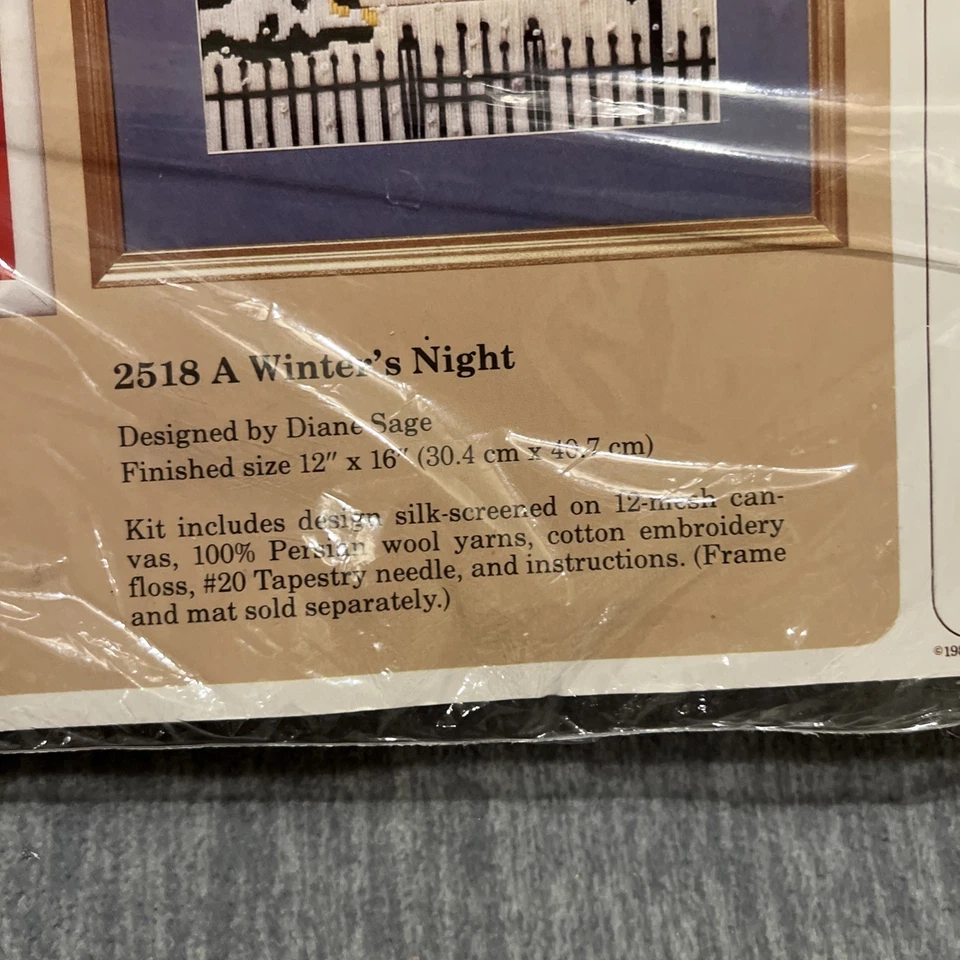 2518 A Winter's Night
Designed by Diane Sage
Finished size 12" x 16" (30.4 cm x 40.7 cm)
Kit includes design silk-screened on 12-mesh can-
vas, 100% Persian wool yarns, cotton embroidery
floss, #20 Tapestry needle, and instructions. (Frame
and mat sold separately.)
©198